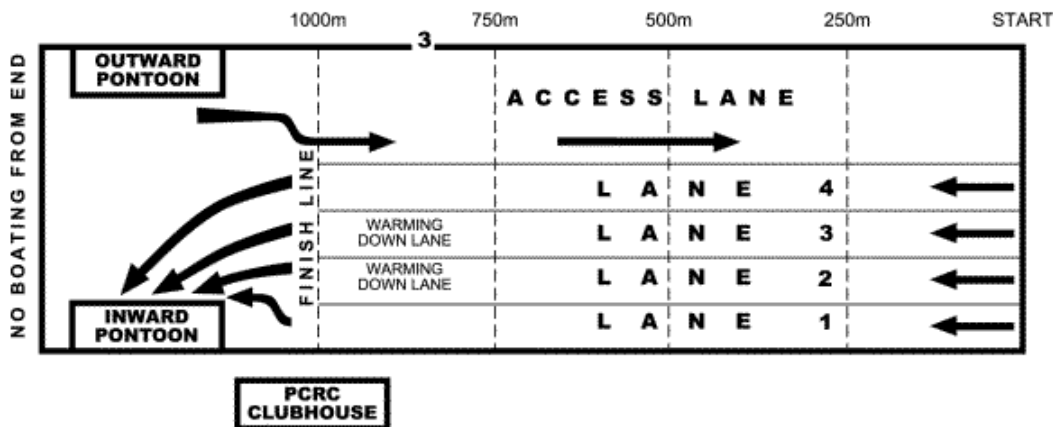 1000m 750m 500m 250m START
3
NO BOATING FROM END
OUTWARD
PONTOON
ACCESS LANE
FINISH LINE
LANE 4
WARMING
DOWN LANE
LANE 3
WARMING
DOWN LANE
LANE 2
INWARD
PONTOON
LANE 1
PCRC
CLUBHOUSE